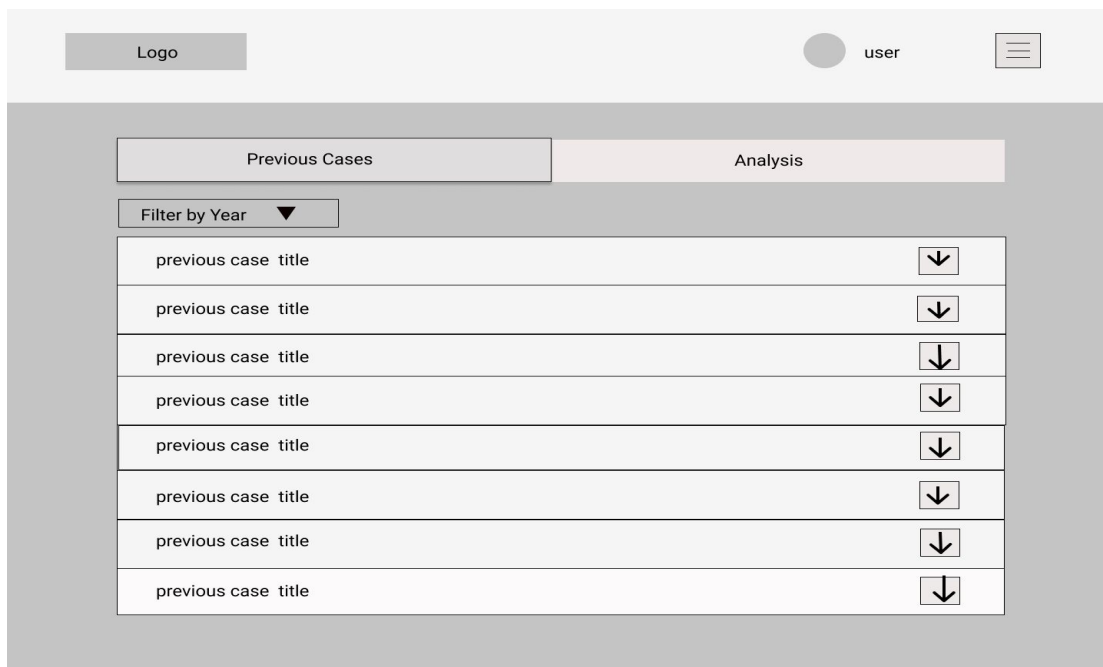 Logo
user
Previous Cases
Analysis
Filter by Year
previous case title
previous case title
previous case title
previous case title
previous case title
previous case title
previous case title
previous case title